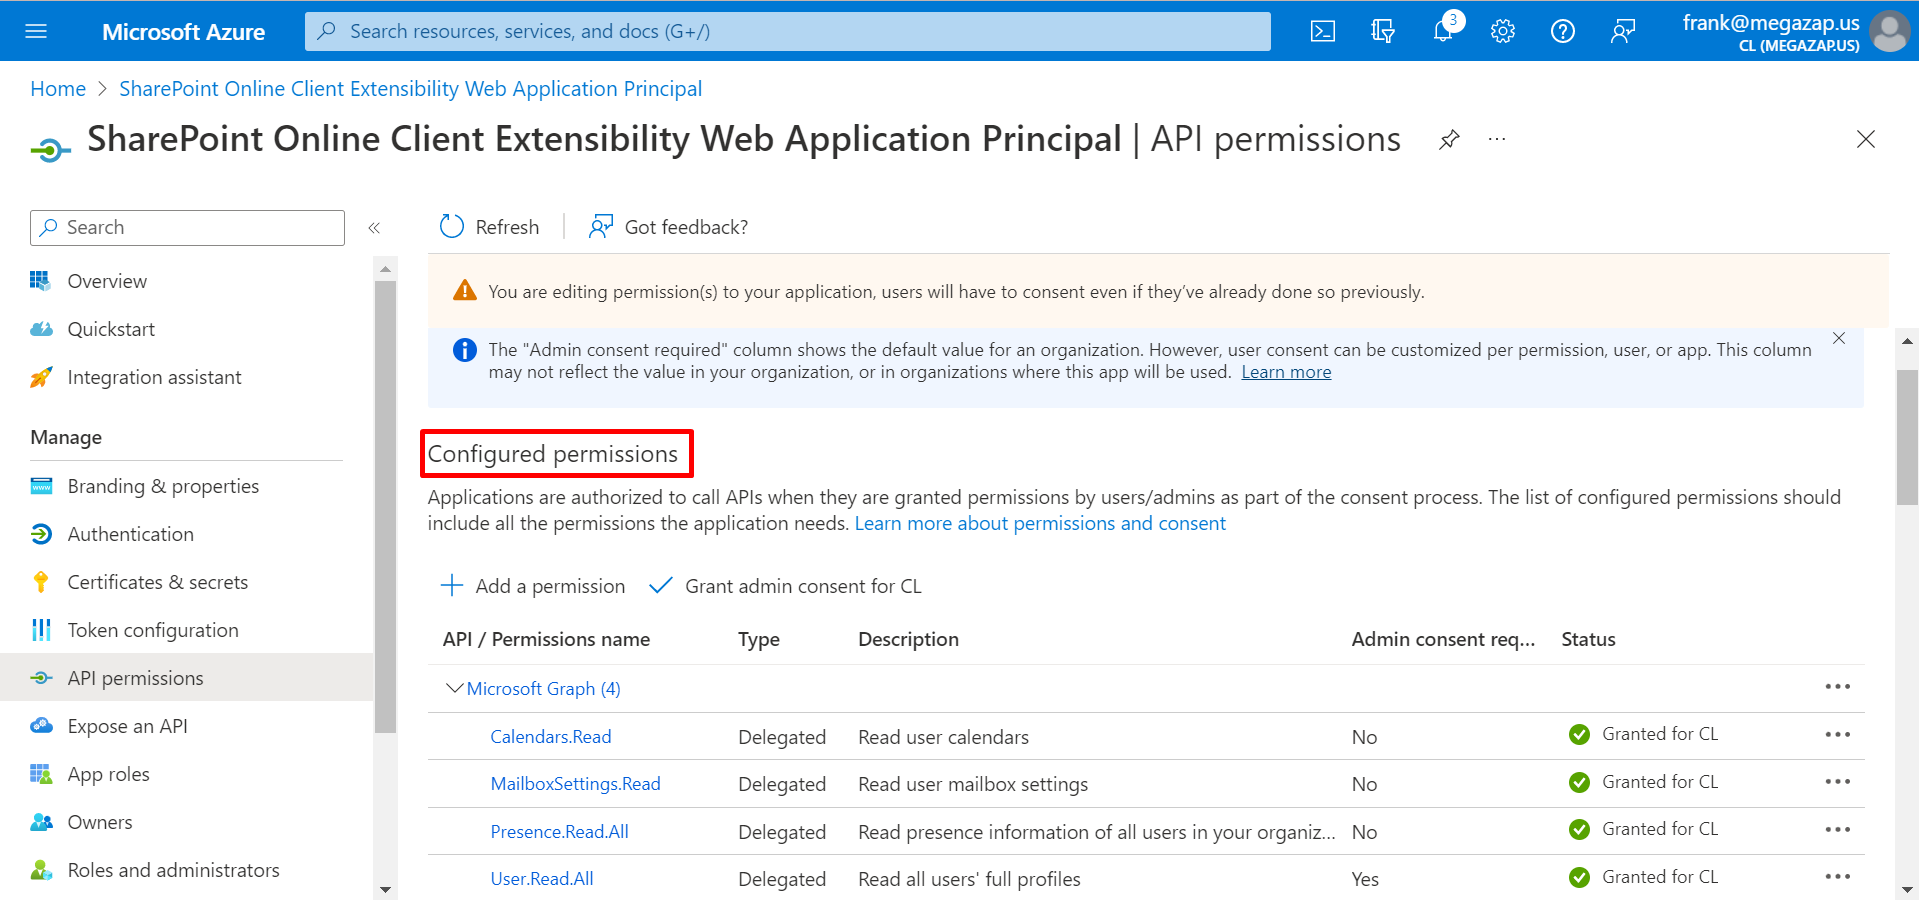 Microsoft Azure
Search resources, services, and docs (G+/)
3
frank@megazap.us
CL (MEGAZAP.US)
Home > SharePoint Online Client Extensibility Web Application Principal
SharePoint Online Client Extensibility Web Application Principal | API permissions
Search
Overview
Quickstart
Integration assistant
Manage
Branding & properties
Authentication
Certificates & secrets
Token configuration
API permissions
Expose an API
App roles
Owners
Roles and administrators
Refresh
Got feedback?
You are editing permission(s) to your application, users will have to consent even if they’ve already done so previously.
The "Admin consent required" column shows the default value for an organization. However, user consent can be customized per permission, user, or app. This column
may not reflect the value in your organization, or in organizations where this app will be used. Learn more
Configured permissions
Applications are authorized to call APIs when they are granted permissions by users/admins as part of the consent process. The list of configured permissions should
include all the permissions the application needs. Learn more about permissions and consent
Add a permission Grant admin consent for CL
API / Permissions name Type Description Admin consent req... Status
Microsoft Graph (4)
Calendars.Read Delegated Read user calendars No Granted for CL
MailboxSettings.Read Delegated Read user mailbox settings No Granted for CL
Presence.Read.All Delegated Read presence information of all users in your organiz... No Granted for CL
User.Read.All Delegated Read all users' full profiles Yes Granted for CL